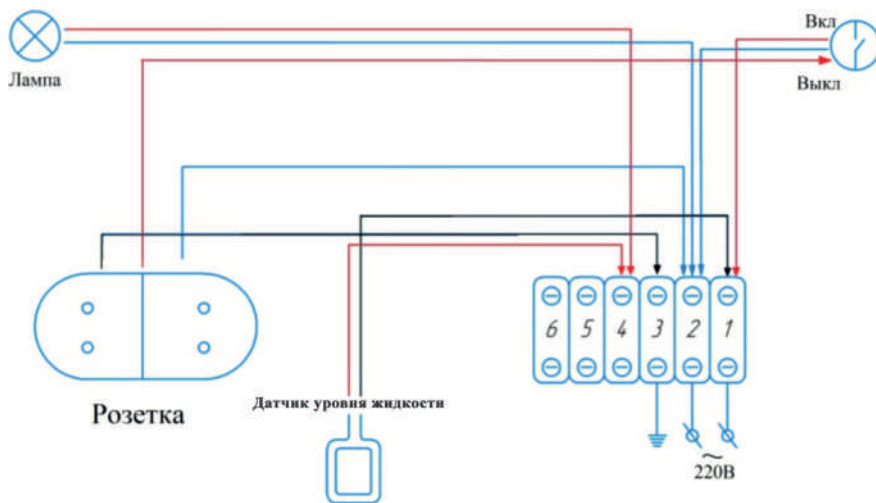 Вкл
Лампа
Выкл
6 5 4 3 2 1
Датчик уровня жидкости
Розетка
~
220В